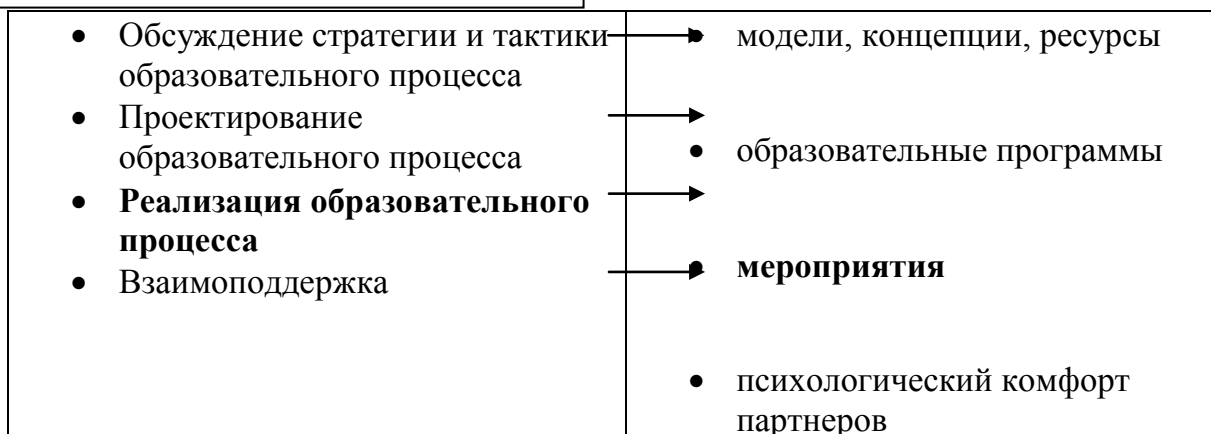 • Обсуждение стратегии и тактики
образовательного процесса
• Проектирование
образовательного процесса
• Реализация образовательного
процесса
• Взаимоподдержка
• модели, концепции, ресурсы
• образовательные программы
• мероприятия
• психологический комфорт
партнеров